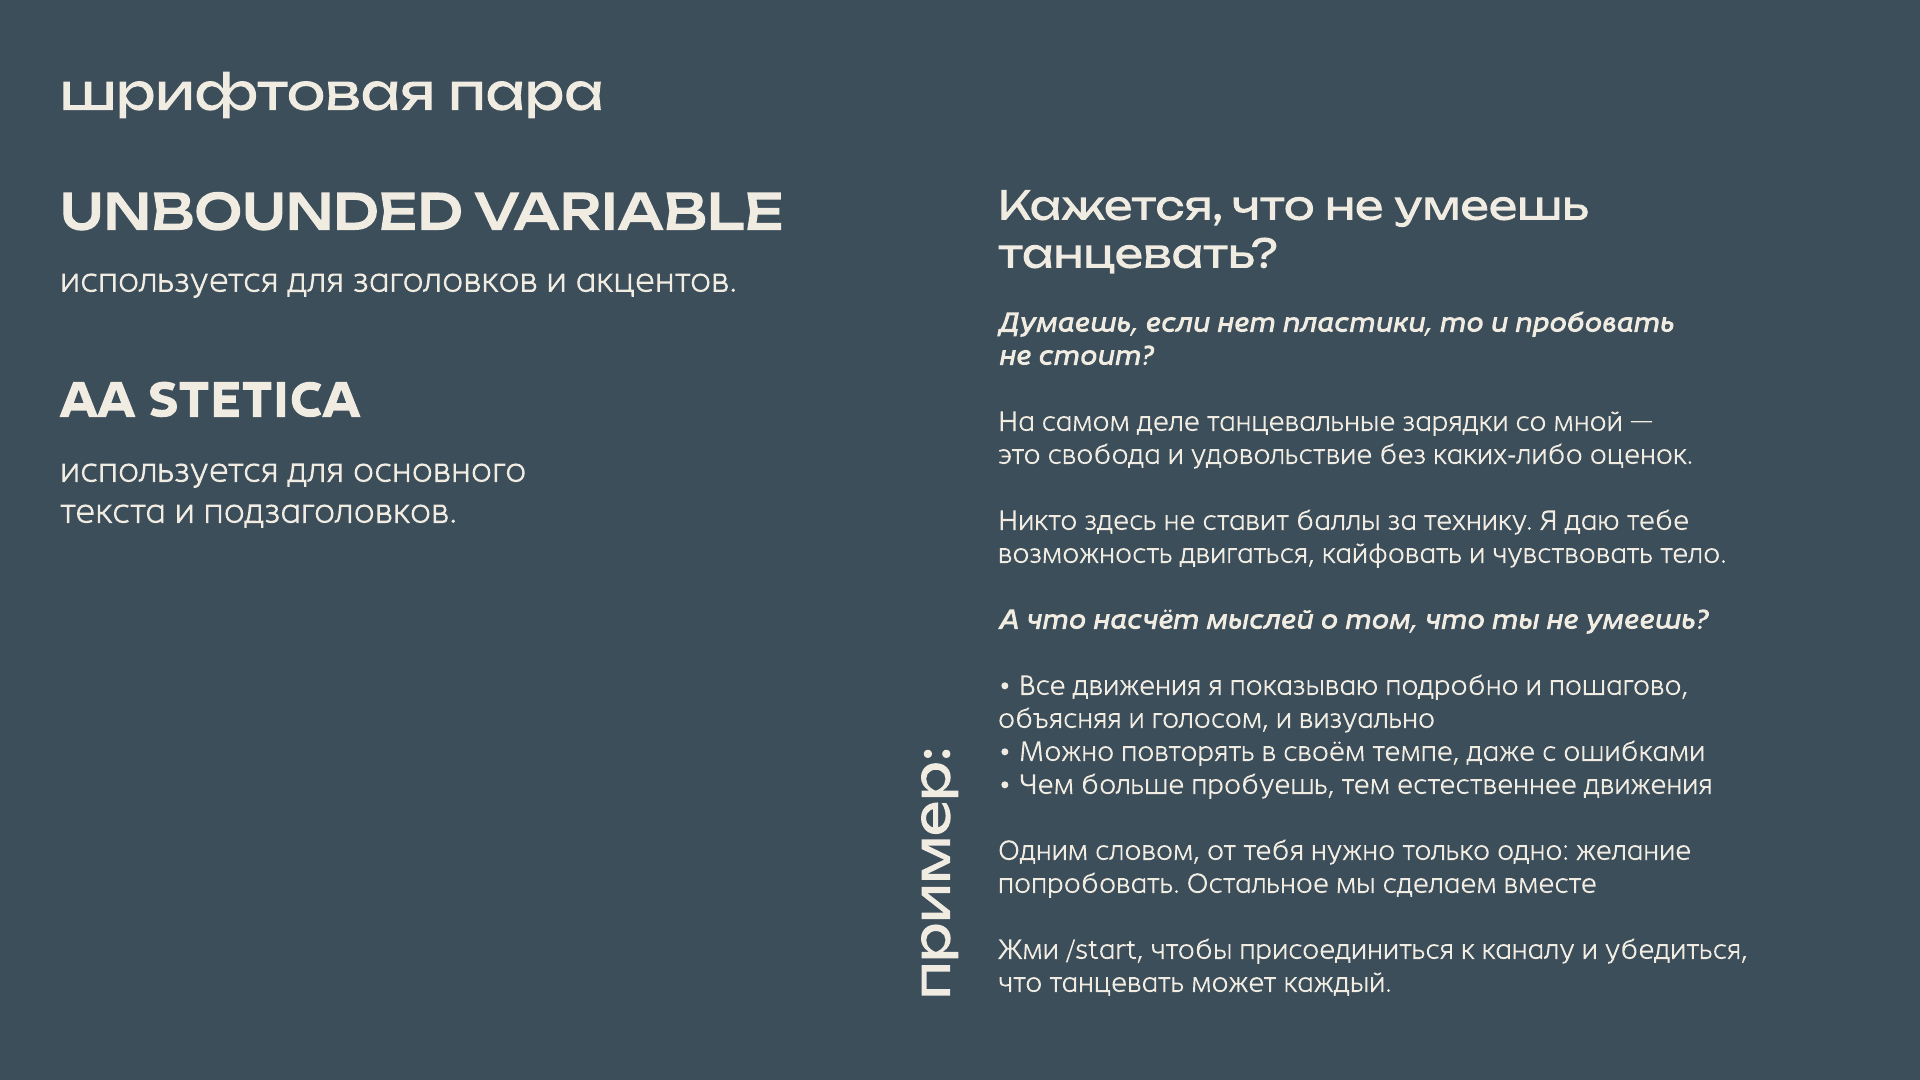 шрифтовая пара
UNBOUNDED VARIABLE
используется для заголовков и акцентов.
AA STETICA
используется для основного
текста и подзаголовков.
пример:
Кажется, что не умеешь
танцевать?
Думаешь, если нет пластики, то и пробовать
не стоит?
На самом деле танцевальные зарядки со мной —
это свобода и удовольствие без каких-либо оценок.
Никто здесь не ставит баллы за технику. Я даю тебе
возможность двигаться, кайфовать и чувствовать тело.
А что насчёт мыслей о том, что ты не умеешь?
• Все движения я показываю подробно и пошагово,
объясняя и голосом, и визуально
• Можно повторять в своём темпе, даже с ошибками
• Чем больше пробуешь, тем естественнее движения
Одним словом, от тебя нужно только одно: желание
попробовать. Остальное мы сделаем вместе
Жми /start, чтобы присоединиться к каналу и убедиться,
что танцевать может каждый.